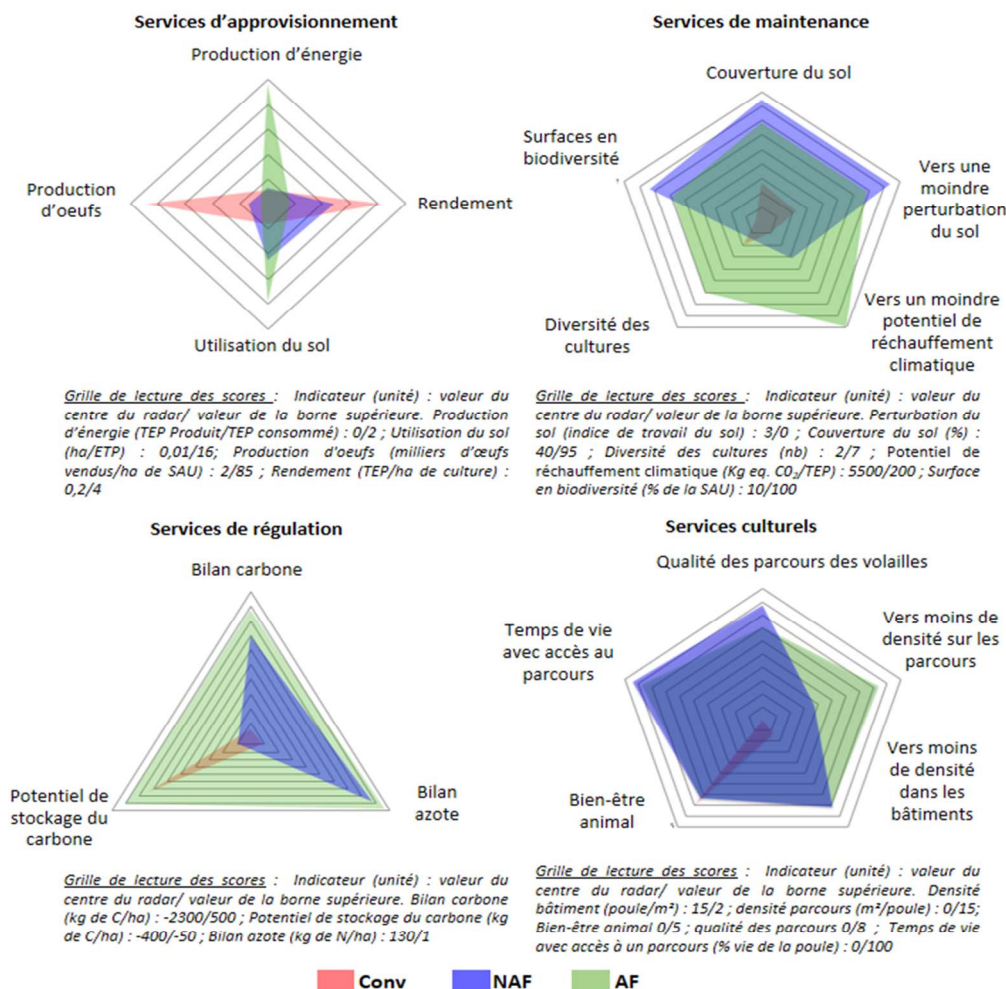 Services d’approvisionnement
Production d’énergie
Production
d’oeufs
Rendement
Utilisation du sol
Grille de lecture des scores : Indicateur (unité) : valeur du
centre du radar/ valeur de la borne supérieure. Production
d’énergie (TEP Produit/TEP consommé) : 0/2 ; Utilisation du sol
(ha/ETP) : 0,01/16; Production d'oeufs (milliers d’œufs
vendus/ha de SAU) : 2/85 ; Rendement (TEP/ha de culture) :
0,2/4
Services de maintenance
Couverture du sol
Surfaces en
biodiversité
Vers une
moindre
perturbation
du sol
Diversité des
cultures
Vers un moindre
potentiel de
réchauffement
climatique
Grille de lecture des scores : Indicateur (unité) : valeur du
centre du radar/ valeur de la borne supérieure. Perturbation du
sol (indice de travail du sol) : 3/0 ; Couverture du sol (%) :
40/95 ; Diversité des cultures (nb) : 2/7 ; Potentiel de
réchauffement climatique (Kg eq. C0₂/TEP) : 5500/200 ; Surface
en biodiversité (% de la SAU) : 10/100
Services de régulation
Bilan carbone
Potentiel de
stockage du
carbone
Bilan
azote
Grille de lecture des scores : Indicateur (unité) : valeur du
centre du radar/ valeur de la borne supérieure. Bilan carbone
(kg de C/ha) : -2300/500 ; Potentiel de stockage du carbone (kg
de C/ha) : -400/-50 ; Bilan azote (kg de N/ha) : 130/1
Services culturels
Qualité des parcours des volailles
Temps de vie
avec accès au
parcours
Vers moins de
densité sur les
parcours
Bien-être
animal
Vers moins
de densité
dans les
bâtiments
Grille de lecture des scores : Indicateur (unité) : valeur du
centre du radar/ valeur de la borne supérieure. Densité
bâtiment (poule/m²) : 15/2 ; densité parcours (m²/poule) : 0/15;
Bien-être animal 0/5 ; qualité des parcours 0/8 ; Temps de vie
avec accès à un parcours (% vie de la poule) : 0/100
Conv NAF AF